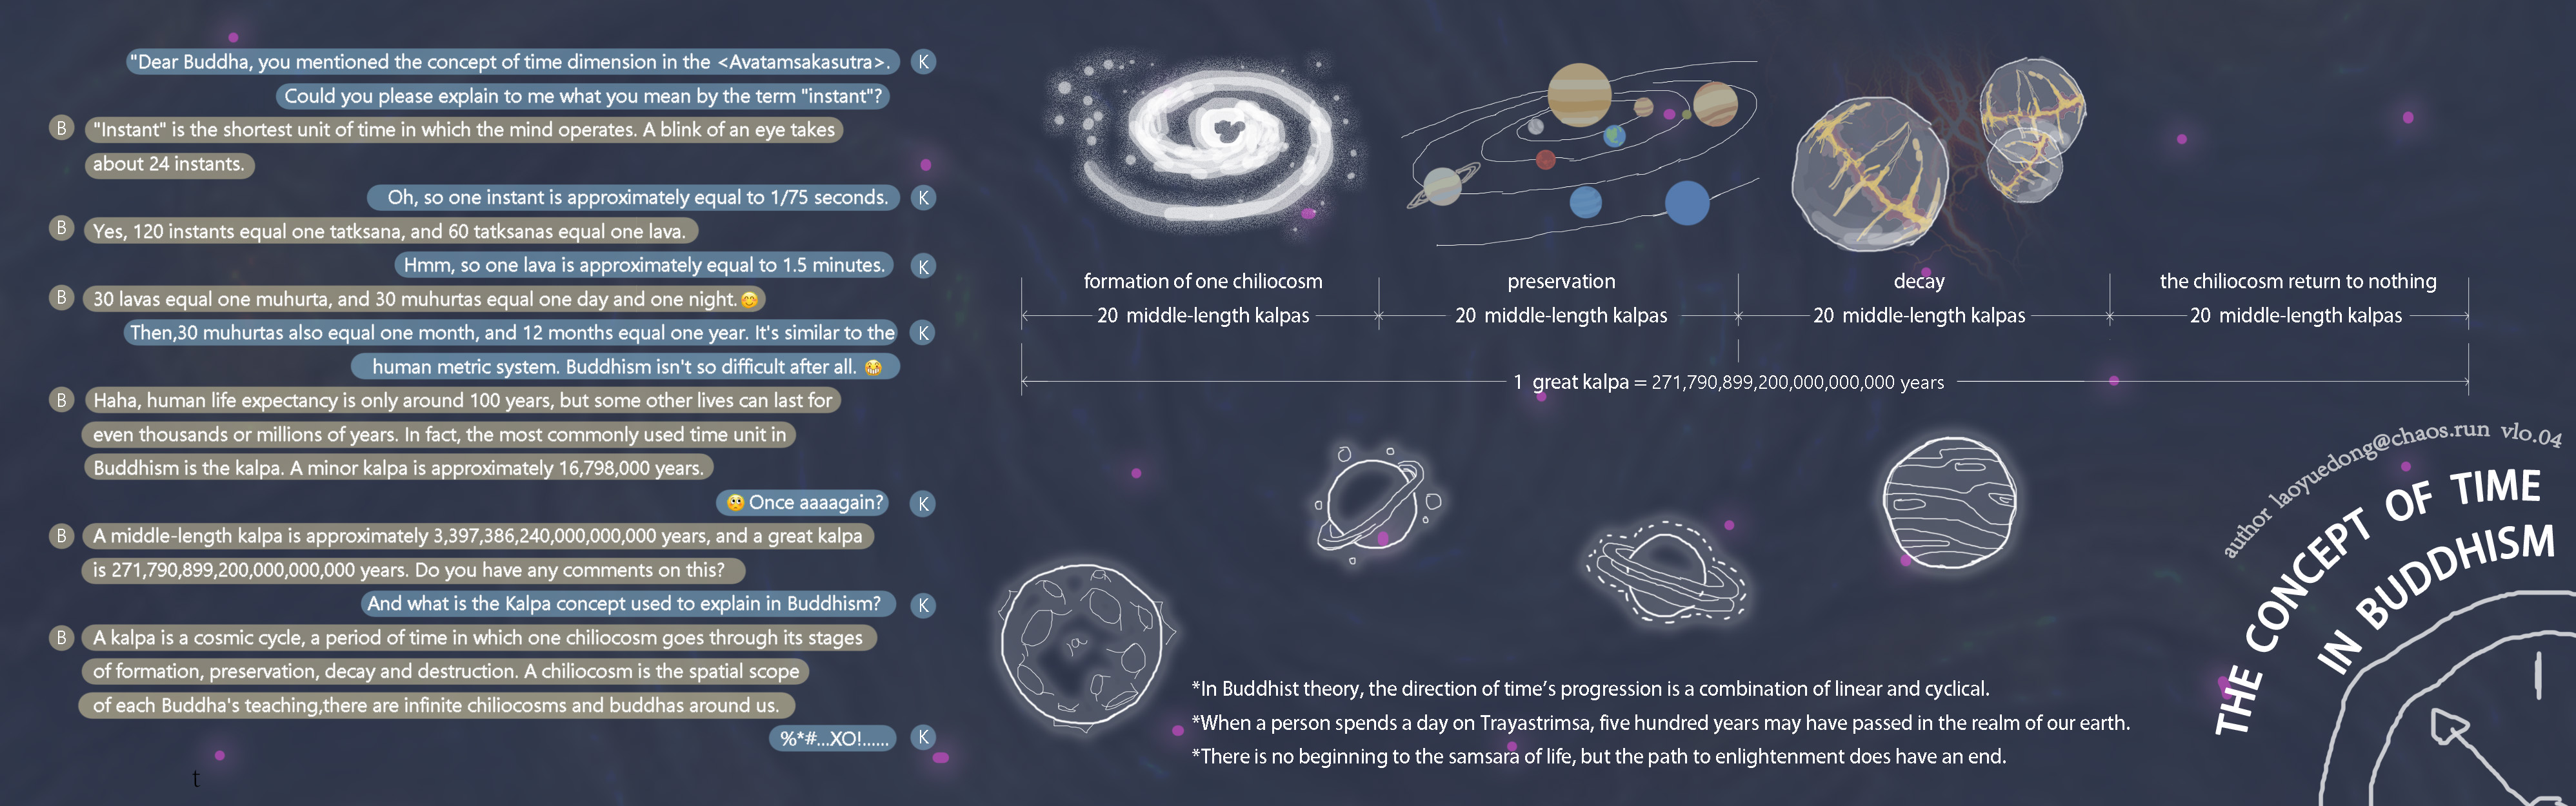 "Dear Buddha, you mentioned the concept of time dimension in the <Avatamsakasutra>. K
Could you please explain to me what you mean by the term "instant"?
B "Instant" is the shortest unit of time in which the mind operates. A blink of an eye takes
about 24 instants.
Oh, so one instant is approximately equal to 1/75 seconds. K
B Yes, 120 instants equal one tatksana, and 60 tatksanas equal one lava.
Hmm, so one lava is approximately equal to 1.5 minutes. K
B 30 lavas equal one muhurta, and 30 muhurtas equal one day and one night.😊
Then,30 muhurtas also equal one month, and 12 months equal one year. It's similar to the K
human metric system. Buddhism isn't so difficult after all. 😁
B Haha, human life expectancy is only around 100 years, but some other lives can last for
even thousands or millions of years. In fact, the most commonly used time unit in
Buddhism is the kalpa. A minor kalpa is approximately 16,798,000 years.
🙄 Once aaaagain? K
B A middle-length kalpa is approximately 3,397,386,240,000,000,000 years, and a great kalpa
is 271,790,899,200,000,000,000 years. Do you have any comments on this?
And what is the Kalpa concept used to explain in Buddhism? K
B A kalpa is a cosmic cycle, a period of time in which one chiliocosm goes through its stages
of formation, preservation, decay and destruction. A chiliocosm is the spatial scope
of each Buddha's teaching,there are infinite chiliocosms and buddhas around us.
%*#...XO!...... K
t
formation of one chiliocosm
20 middle-length kalpas
preservation
20 middle-length kalpas
decay
20 middle-length kalpas
the chiliocosm return to nothing
20 middle-length kalpas
1 great kalpa = 271,790,899,200,000,000,000 years
*In Buddhist theory, the direction of time's progression is a combination of linear and cyclical.
*When a person spends a day on Trayastrimsa, five hundred years may have passed in the realm of our earth.
*There is no beginning to the samsara of life, but the path to enlightenment does have an end.
author laoyuedong@chaos.run vlo.04
THE CONCEPT OF TIME
IN BUDDHISM